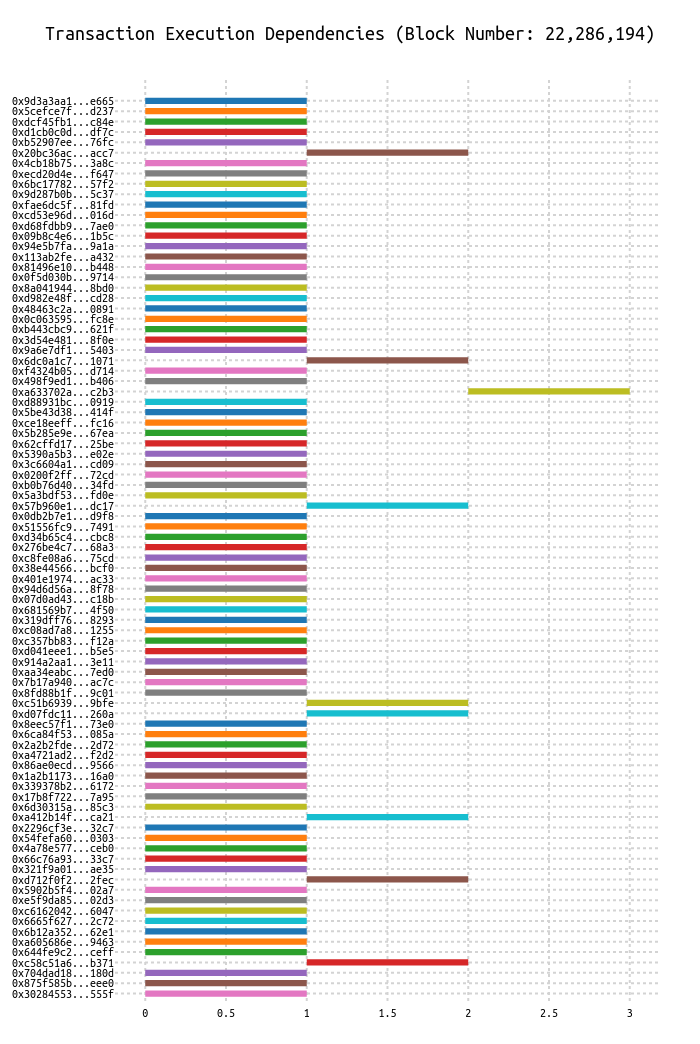 Transaction Execution Dependencies (Block Number: 22,286,194)
0x9d3a3aa1...e665
0x5cefce7f...d237
0xdcf45fb1...c84e
0xd1cb0c0d...df7c
0xb52907ee...76fc
0x20bc36ac...acc7
0x4cb18b75...3a8c
0xecd20d4e...f647
0x6bc17782...57f2
0x9d287b0b...5c37
0xfae6dc5f...81fd
0xcd53e96d...016d
0xd68fdbb9...7ae0
0x09b8c4e6...1b5c
0x94e5b7fa...9a1a
0x113ab2fe...a432
0x81496e10...b448
0x0f5d030b...9714
0x8a041944...8bd0
0xd982e48f...cd28
0x48463c2a...0891
0x0c063595...fc8e
0xb443cbc9...621f
0x3d54e481...8f0e
0x9a6e7df1...5403
0x6dc0a1c7...1071
0xf4324b05...d714
0x498f9ed1...b406
0xa633702a...c2b3
0xd88931bc...0919
0x5be43d38...414f
0xce18eeff...fc16
0x5b285e9e...67ea
0x62cffd17...25be
0x5390a5b3...e02e
0x3c6604a1...cd09
0x0200f2ff...72cd
0xb0b76d40...34fd
0x5a3bdf53...fd0e
0x57b960e1...dc17
0x0db2b7e1...d9f8
0x51556fc9...7491
0xd34b65c4...cbc8
0x276be4c7...68a3
0xc8fe08a6...75cd
0x38e44566...bcf0
0x401e1974...ac33
0x94d6d56a...8f78
0x07d0ad43...c18b
0x681569b7...4f50
0x319dff76...8293
0xc08ad7a8...1255
0xc357bb83...f12a
0xd041eee1...b5e5
0x914a2aa1...3e11
0xaa34eabc...7ed0
0x7b17a940...ac7c
0x8fd88b1f...9c01
0xc51b6939...9bfe
0xd07fdc11...260a
0x8eec57f1...73e0
0x6ca84f53...085a
0x2a2b2fde...2d72
0xa4721ad2...f2d2
0x86ae0ecd...9566
0x1a2b1173...16a0
0x339378b2...6172
0x17b8f722...7a95
0x6d30315a...85c3
0xa412b14f...ca21
0x2296cf3e...32c7
0x54fefa60...0303
0x4a78e577...ceb0
0x66c76a93...33c7
0x321f9a01...ae35
0xd712f0f2...2fec
0x5902b5f4...02a7
0xe5f9da85...02d3
0xc6162042...6047
0x6665f627...2c72
0x6b12a352...62e1
0xa605686e...9463
0x644fe9c2...ceff
0xc58c51a6...b371
0x704dad18...180d
0x875f585b...eee0
0x30284553...555f
0 0.5 1 1.5 2 2.5 3